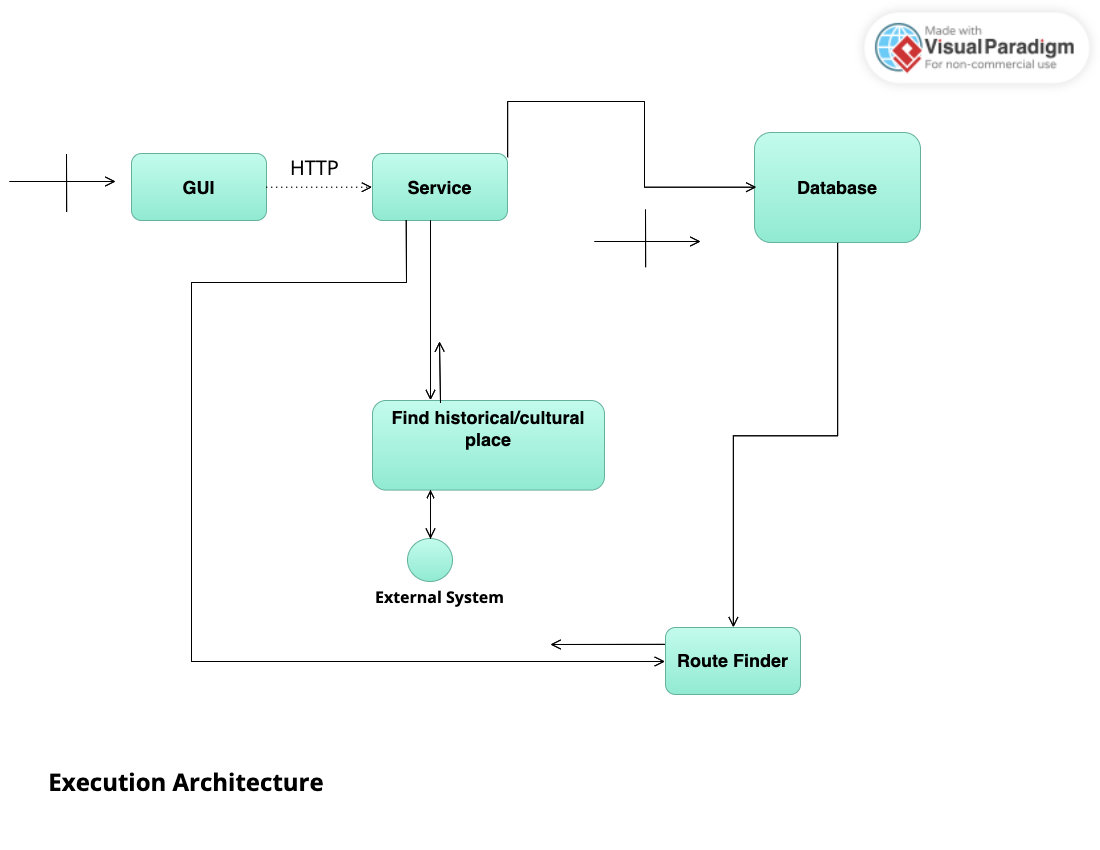 Made with
Visual Paradigm
For non-commercial use
HTTP
GUI
Service
Database
Find historical/cultural
place
External System
Route Finder
Execution Architecture